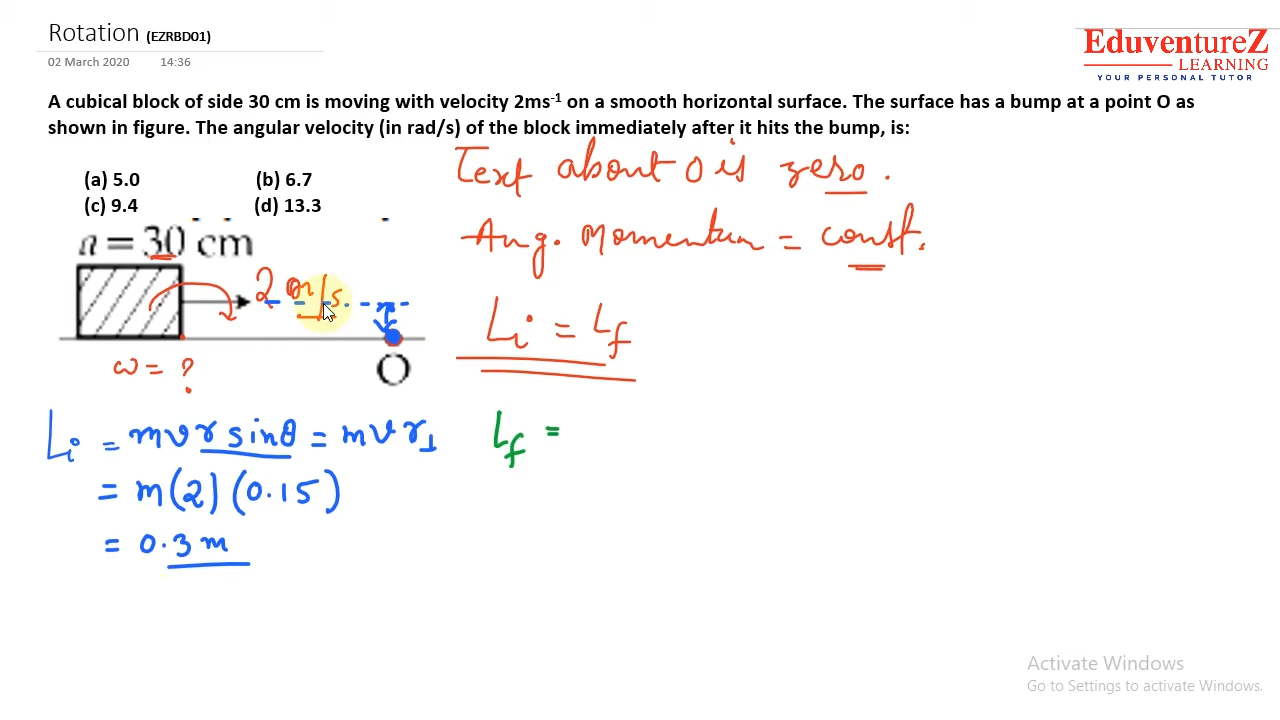 Rotation (EZRBD01)
02 March 2020 14:36
EduventureZ
LEARNING
YOUR PERSONAL TUTOR
A cubical block of side 30 cm is moving with velocity 2ms⁻¹ on a smooth horizontal surface. The surface has a bump at a point O as
shown in figure. The angular velocity (in rad/s) of the block immediately after it hits the bump, is:
(a) 5.0 (b) 6.7
(c) 9.4 (d) 13.3
Text about O is zero.
Ang. Momentum = const.
a = 30 cm
2 m/s
Li = Lf
ω = ?
O
Li = mvr sinθ = mvr⊥
= m(2)(0.15)
= 0.3m
Lf =
Activate Windows
Go to Settings to activate Windows.